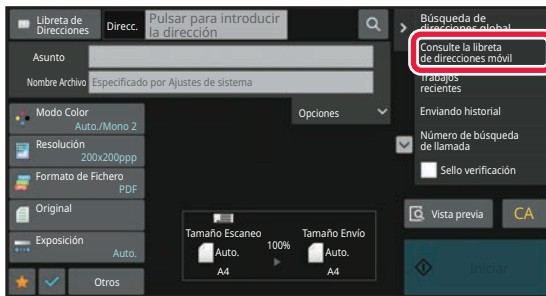 Libreta de
Direcciones
Direcc.
Pulsar para introducir
la dirección
Asunto
Nombre Archivo
Especificado por Ajustes de sistema
Modo Color
Auto./Mono 2
Resolución
200x200ppp
Formato de Fichero
PDF
Original
Exposición
Auto.
Otros
Opciones
Tamaño Escaneo
Auto.
A4
100%
Tamaño Envío
Auto.
A4
Búsqueda de
direcciones global
Consulte la libreta
de direcciones móvil
Trabajos
recientes
Enviando historial
Número de búsqueda
de llamada
Sello verificación
Vista previa
CA
Iniciar